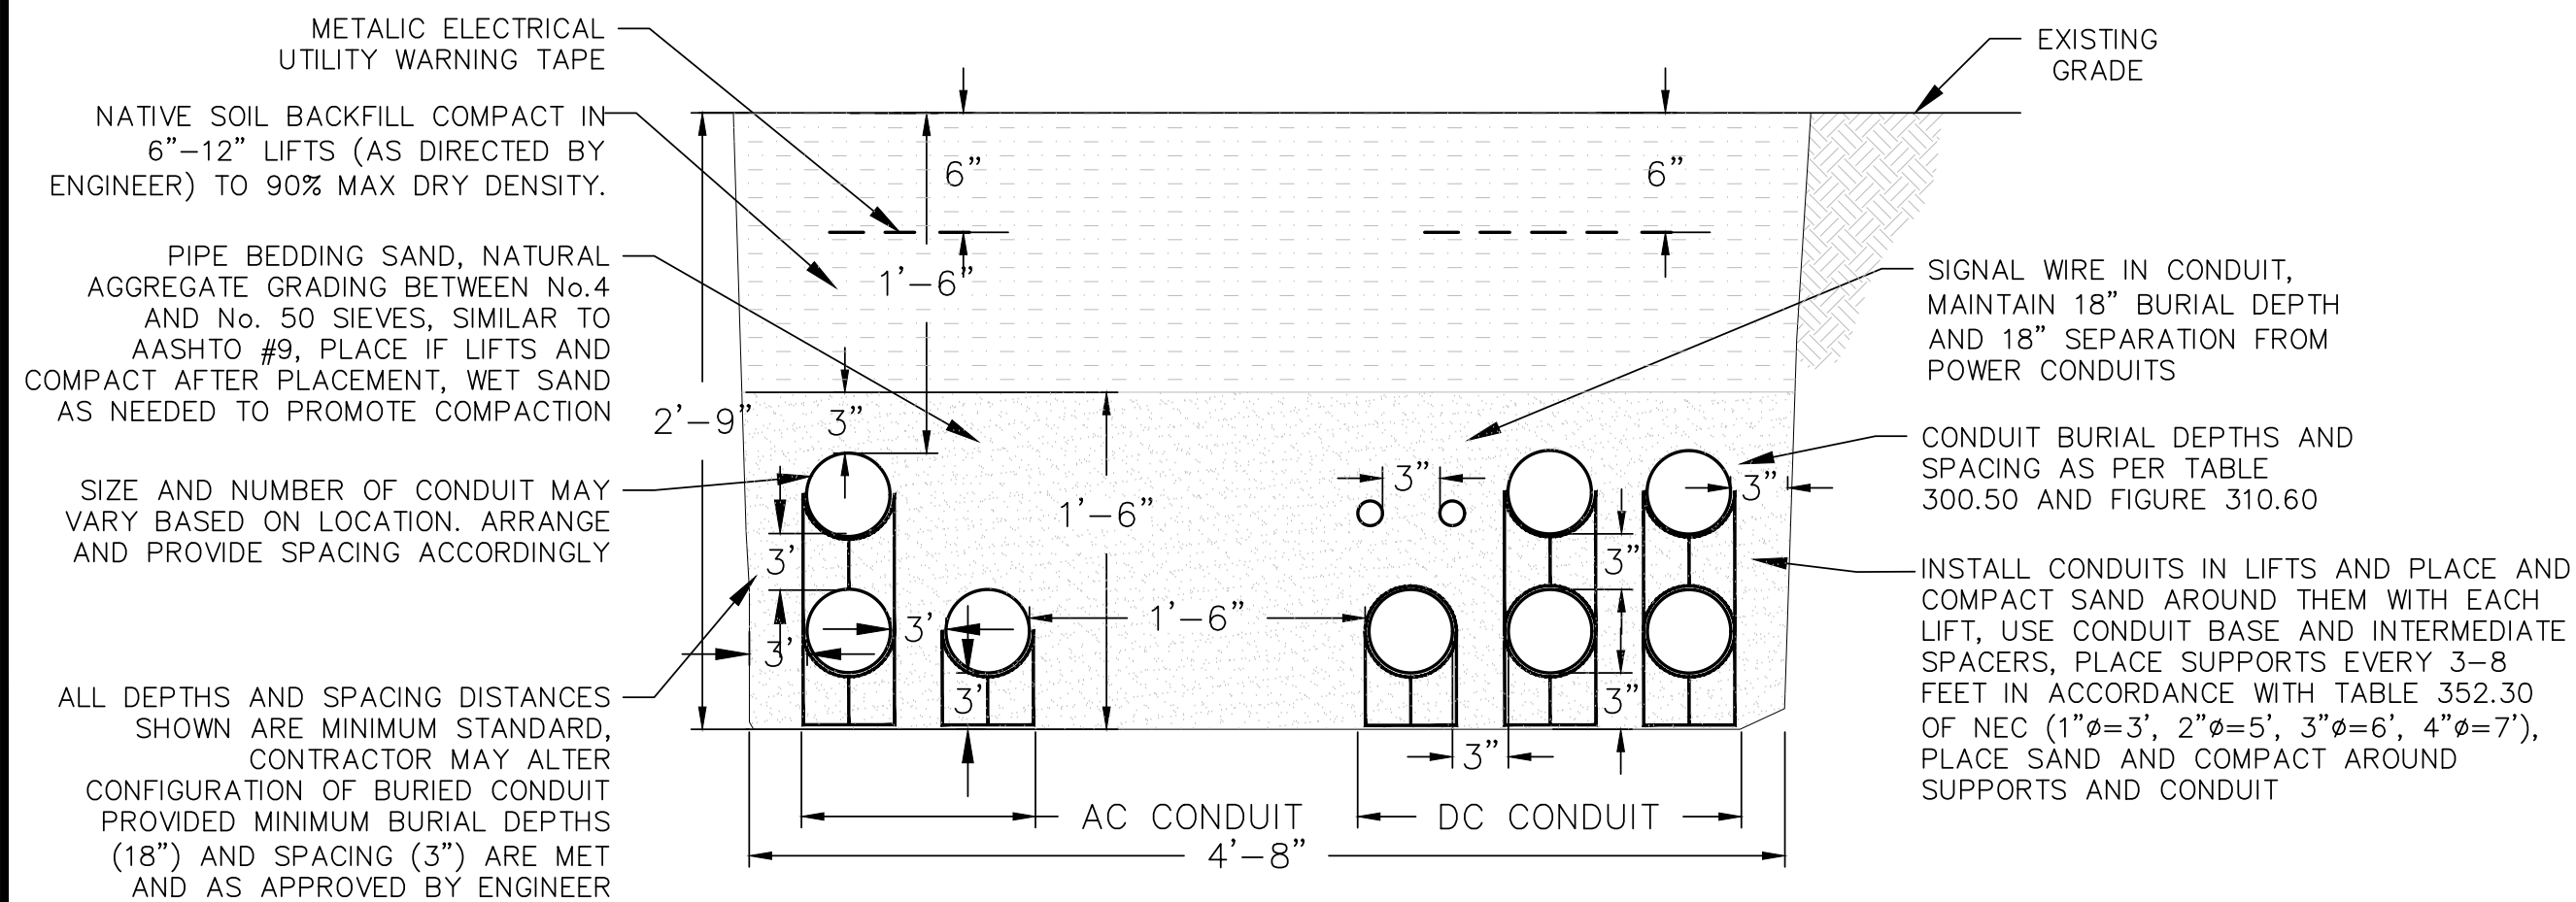 METALIC ELECTRICAL
UTILITY WARNING TAPE
NATIVE SOIL BACKFILL COMPACT IN
6”–12” LIFTS (AS DIRECTED BY
ENGINEER) TO 90% MAX DRY DENSITY.
PIPE BEDDING SAND, NATURAL
AGGREGATE GRADING BETWEEN No.4
AND No. 50 SIEVES, SIMILAR TO
AASHTO #9, PLACE IF LIFTS AND
COMPACT AFTER PLACEMENT, WET SAND
AS NEEDED TO PROMOTE COMPACTION
SIZE AND NUMBER OF CONDUIT MAY
VARY BASED ON LOCATION. ARRANGE
AND PROVIDE SPACING ACCORDINGLY
ALL DEPTHS AND SPACING DISTANCES
SHOWN ARE MINIMUM STANDARD,
CONTRACTOR MAY ALTER
CONFIGURATION OF BURIED CONDUIT
PROVIDED MINIMUM BURIAL DEPTHS
(18”) AND SPACING (3”) ARE MET
AND AS APPROVED BY ENGINEER
6”
6”
1’–6”
2’–9”
3”
1’–6”
3”
3”
3’
3”
3’
3’
1’–6”
3’
3”
3”
AC CONDUIT
DC CONDUIT
4’–8”
EXISTING
GRADE
SIGNAL WIRE IN CONDUIT,
MAINTAIN 18” BURIAL DEPTH
AND 18” SEPARATION FROM
POWER CONDUITS
CONDUIT BURIAL DEPTHS AND
SPACING AS PER TABLE
300.50 AND FIGURE 310.60
INSTALL CONDUITS IN LIFTS AND PLACE AND
COMPACT SAND AROUND THEM WITH EACH
LIFT, USE CONDUIT BASE AND INTERMEDIATE
SPACERS, PLACE SUPPORTS EVERY 3–8
FEET IN ACCORDANCE WITH TABLE 352.30
OF NEC (1”ø=3’, 2”ø=5’, 3”ø=6’, 4”ø=7’),
PLACE SAND AND COMPACT AROUND
SUPPORTS AND CONDUIT